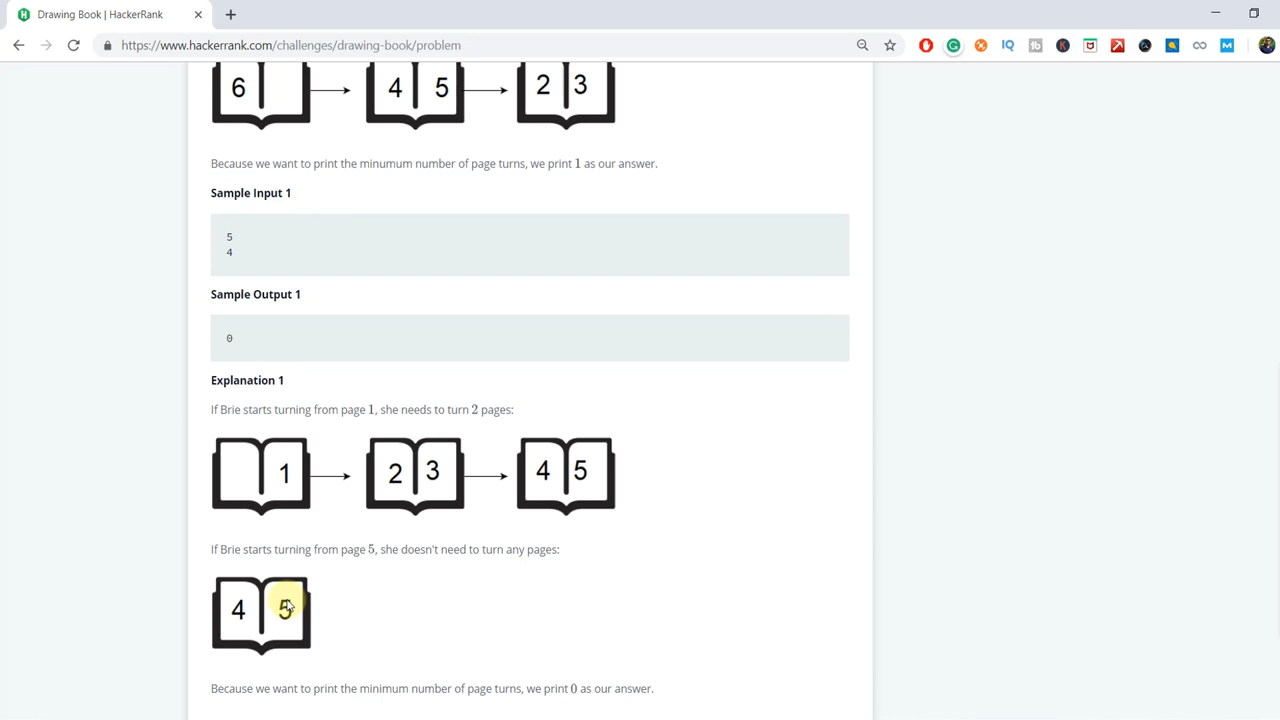 Drawing Book | HackerRank
https://www.hackerrank.com/challenges/drawing-book/problem
6 4 5 2 3
Because we want to print the minumum number of page turns, we print 1 as our answer.
Sample Input 1
5
4
Sample Output 1
0
Explanation 1
If Brie starts turning from page 1, she needs to turn 2 pages:
1 2 3 4 5
If Brie starts turning from page 5, she doesn't need to turn any pages:
4 5
Because we want to print the minimum number of page turns, we print 0 as our answer.